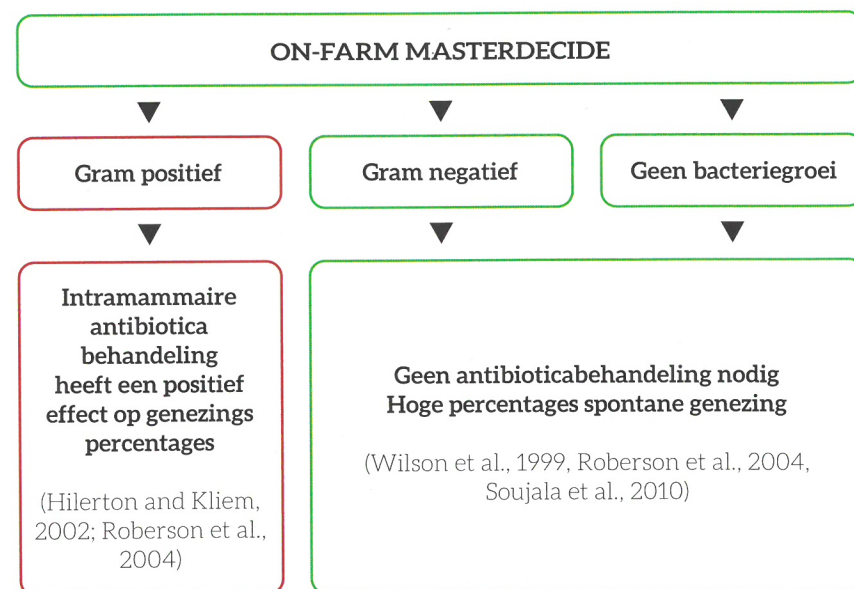 ON-FARM MASTERDECIDE
Gram positief
Gram negatief
Geen bacteriegroei
Intramammaire
antibiotica
behandeling
heeft een positief
effect op genezings
percentages
(Hilerton and Kliem,
2002; Roberson et al.,
2004)
Geen antibioticabehandeling nodig
Hoge percentages spontane genezing
(Wilson et al., 1999, Roberson et al., 2004,
Soujala et al., 2010)